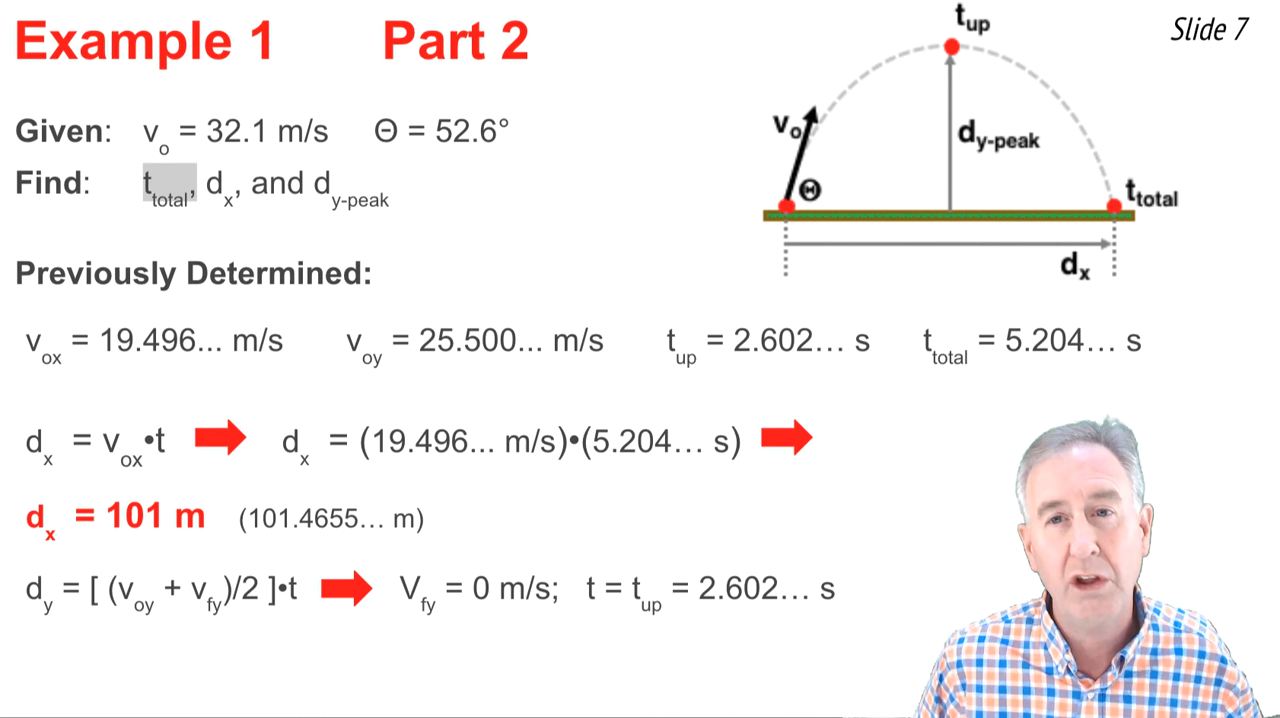 Example 1 Part 2
Slide 7
Given: vo = 32.1 m/s Θ = 52.6°
Find: ttotal, dx, and dy-peak
tup
vo
Θ
dy-peak
ttotal
dx
Previously Determined:
vox = 19.496... m/s voy = 25.500... m/s tup = 2.602... s ttotal = 5.204... s
dx = vox•t dx = (19.496... m/s)•(5.204... s)
dx = 101 m (101.4655... m)
dy = [ (voy + vfy)/2 ]•t Vfy = 0 m/s; t = tup = 2.602... s